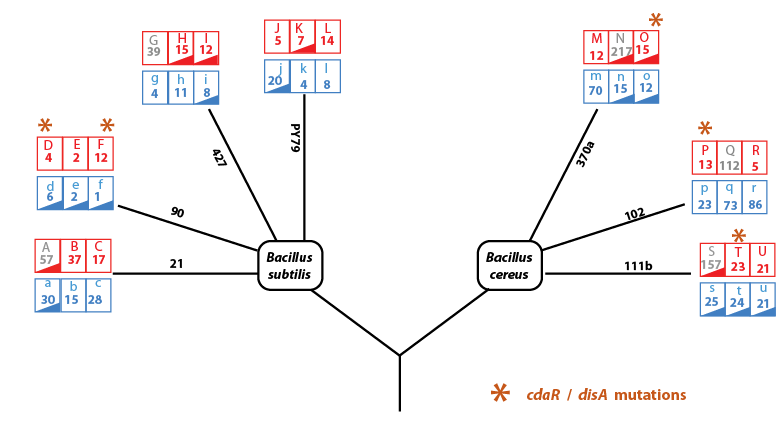 G H I
39 15 12
g h i
4 11 8
J K L
5 7 14
j k l
20 4 8
M N O
12 217 15
m n o
70 15 12
D E F
4 2 12
d e f
6 2 1
P Q R
13 112 5
p q r
23 73 86
427
PY79
370a
90
102
A B C
57 37 17
a b c
30 15 28
21
Bacillus
subtilis
Bacillus
cereus
111b
S T U
157 23 21
s t u
25 24 21
* cdaR / disA mutations